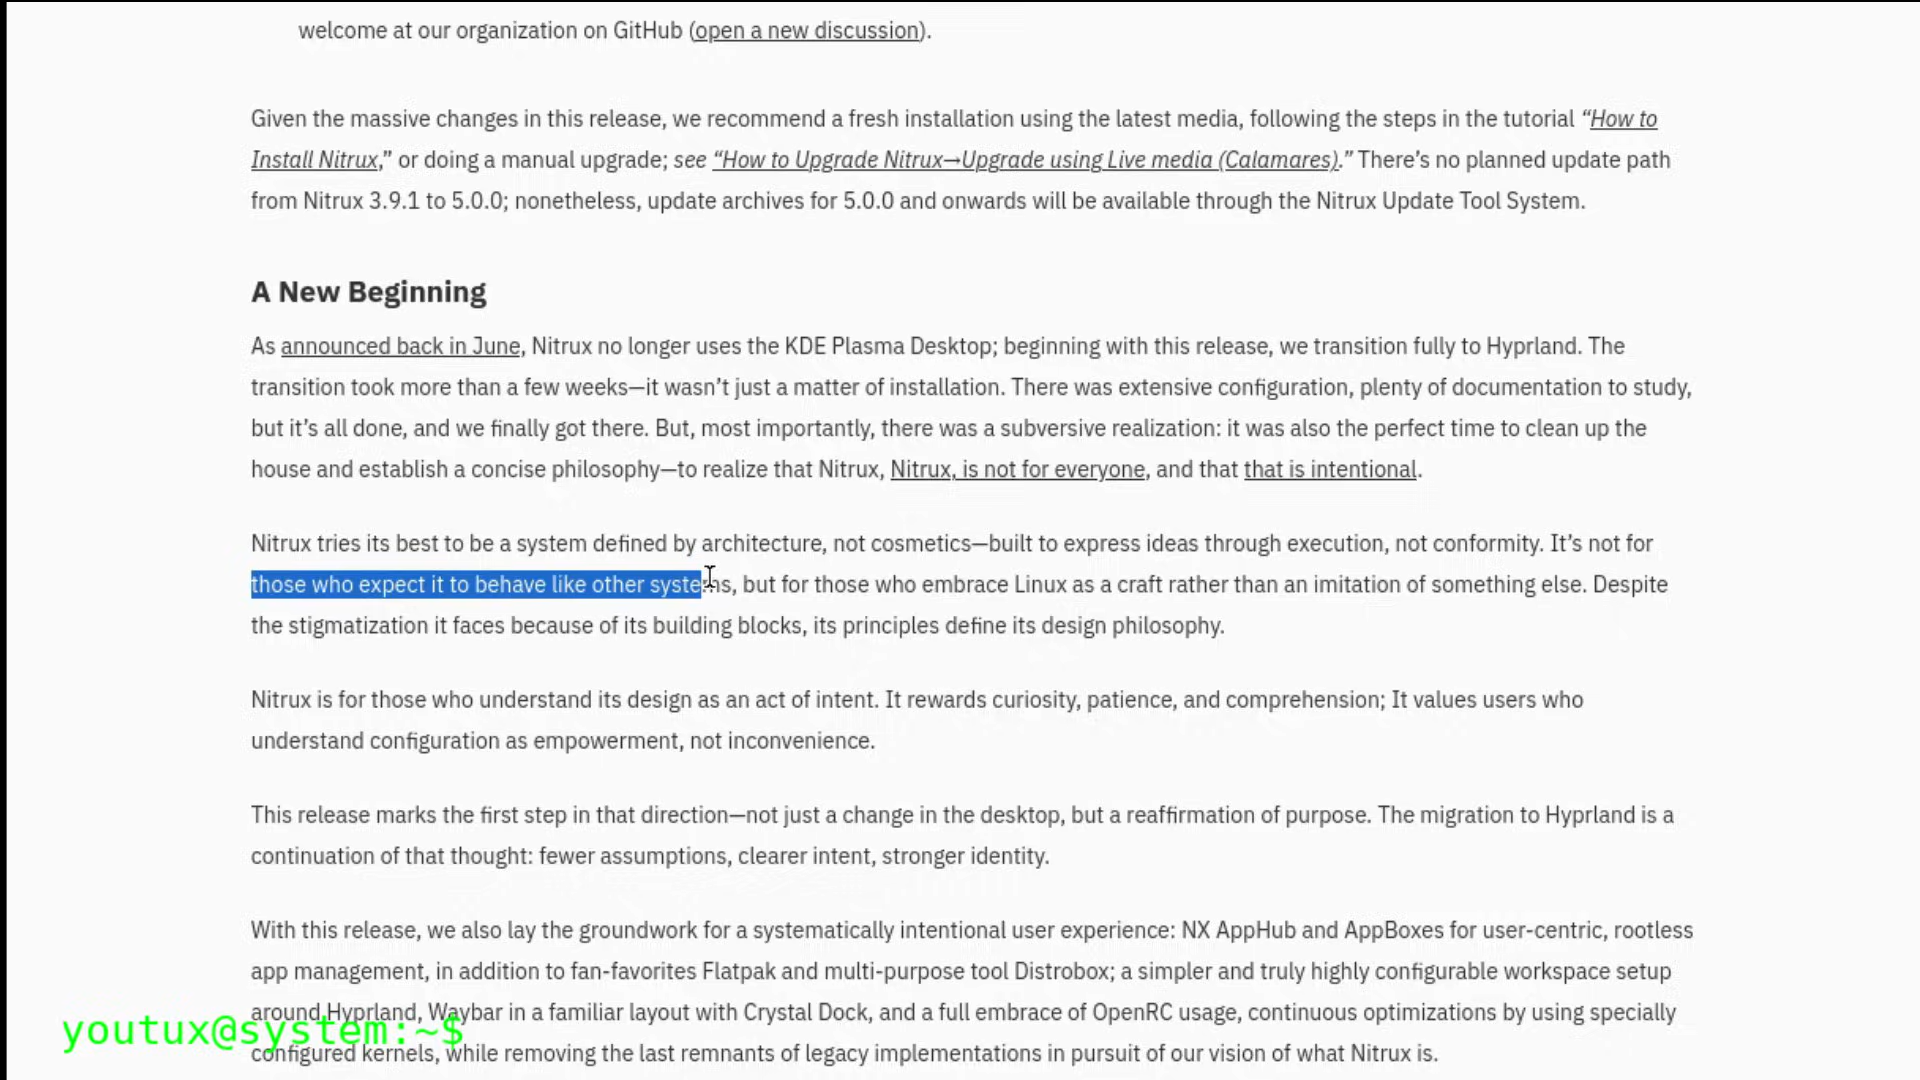 welcome at our organization on GitHub (open a new discussion).
Given the massive changes in this release, we recommend a fresh installation using the latest media, following the steps in the tutorial “How to
Install Nitrux,” or doing a manual upgrade; see “How to Upgrade Nitrux→Upgrade using Live media (Calamares).” There’s no planned update path
from Nitrux 3.9.1 to 5.0.0; nonetheless, update archives for 5.0.0 and onwards will be available through the Nitrux Update Tool System.
A New Beginning
As announced back in June, Nitrux no longer uses the KDE Plasma Desktop; beginning with this release, we transition fully to Hyprland. The
transition took more than a few weeks—it wasn’t just a matter of installation. There was extensive configuration, plenty of documentation to study,
but it’s all done, and we finally got there. But, most importantly, there was a subversive realization: it was also the perfect time to clean up the
house and establish a concise philosophy—to realize that Nitrux, Nitrux, is not for everyone, and that that is intentional.
Nitrux tries its best to be a system defined by architecture, not cosmetics—built to express ideas through execution, not conformity. It’s not for
those who expect it to behave like other systems, but for those who embrace Linux as a craft rather than an imitation of something else. Despite
the stigmatization it faces because of its building blocks, its principles define its design philosophy.
Nitrux is for those who understand its design as an act of intent. It rewards curiosity, patience, and comprehension; It values users who
understand configuration as empowerment, not inconvenience.
This release marks the first step in that direction—not just a change in the desktop, but a reaffirmation of purpose. The migration to Hyprland is a
continuation of that thought: fewer assumptions, clearer intent, stronger identity.
With this release, we also lay the groundwork for a systematically intentional user experience: NX AppHub and AppBoxes for user-centric, rootless
app management, in addition to fan-favorites Flatpak and multi-purpose tool Distrobox; a simpler and truly highly configurable workspace setup
around Hyprland, Waybar in a familiar layout with Crystal Dock, and a full embrace of OpenRC usage, continuous optimizations by using specially
youtux@system:~$
configured kernels, while removing the last remnants of legacy implementations in pursuit of our vision of what Nitrux is.